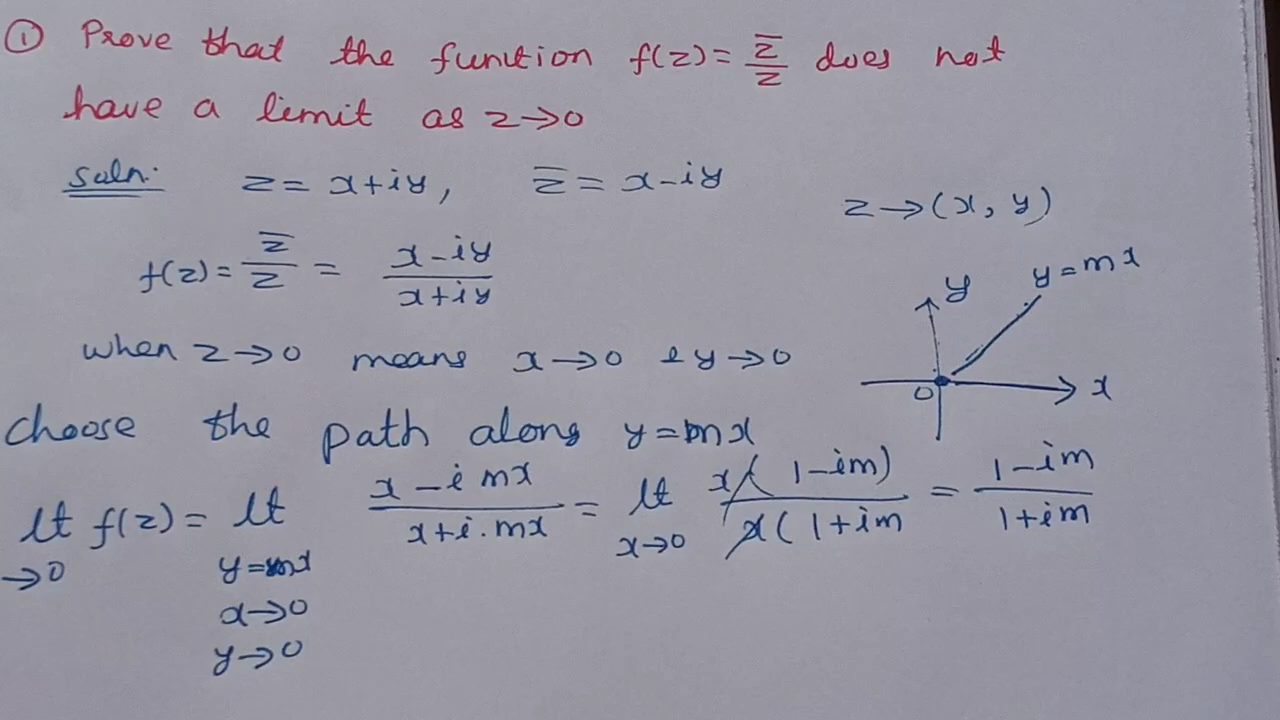 ① Prove that the function f(z) = z̅/z does not
have a limit as z→0
Soln: z = x+iy, z̅ = x-iy
z→(x, y)
f(z) = z̅/z = (x-iy)/(x+iy)
y=mx
y
when z→0 means x→0 & y→0
0
x
choose the path along y=mx
lt f(z) = lt (x-i mx)/(x+i.mx) = lt x(1-im)/x(1+im = (1-im)/(1+im)
→0 y=mx x→0
x→0
y→0